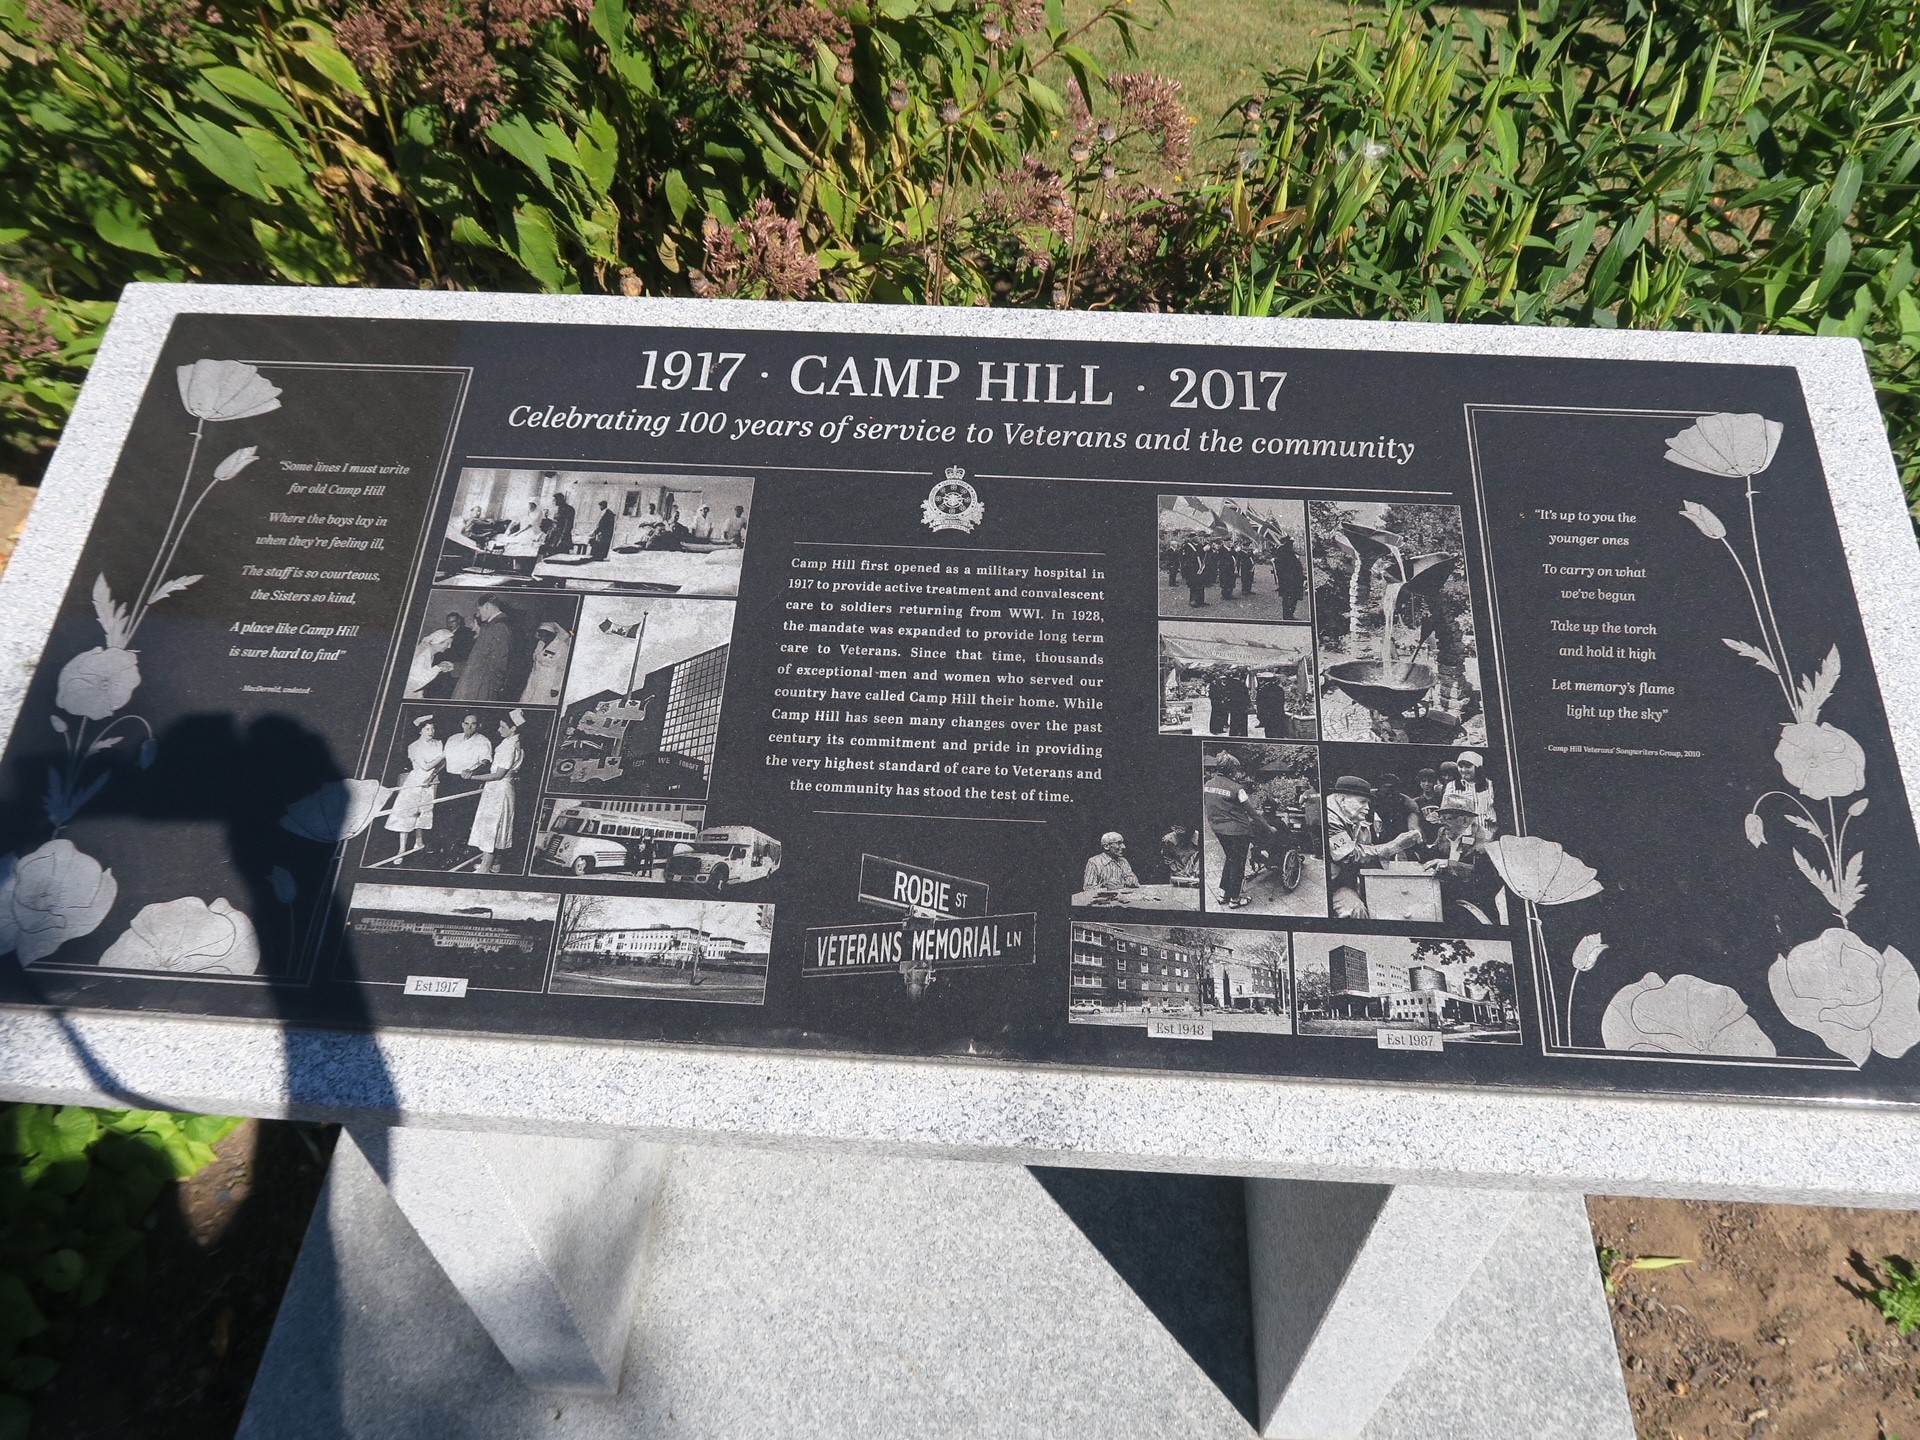 1917 · CAMP HILL · 2017
Celebrating 100 years of service to Veterans and the community
"Some lines I must write
for old Camp Hill
Where the boys lay in
when they're feeling ill,
The staff is so courteous,
the Sisters so kind,
A place like Camp Hill
is sure hard to find"
- MacDermid, undated -
Camp Hill first opened as a military hospital in
1917 to provide active treatment and convalescent
care to soldiers returning from WWI. In 1928,
the mandate was expanded to provide long term
care to Veterans. Since that time, thousands
of exceptional men and women who served our
country have called Camp Hill their home. While
Camp Hill has seen many changes over the past
century its commitment and pride in providing
the very highest standard of care to Veterans and
the community has stood the test of time.
"It's up to you the
younger ones
To carry on what
we've begun
Take up the torch
and hold it high
Let memory's flame
light up the sky"
- Camp Hill Veterans' Songwriters Group, 2010 -
WE FORGET
ROBIE ST
VETERANS MEMORIAL LN
Est 1917
Est 1948
Est 1987